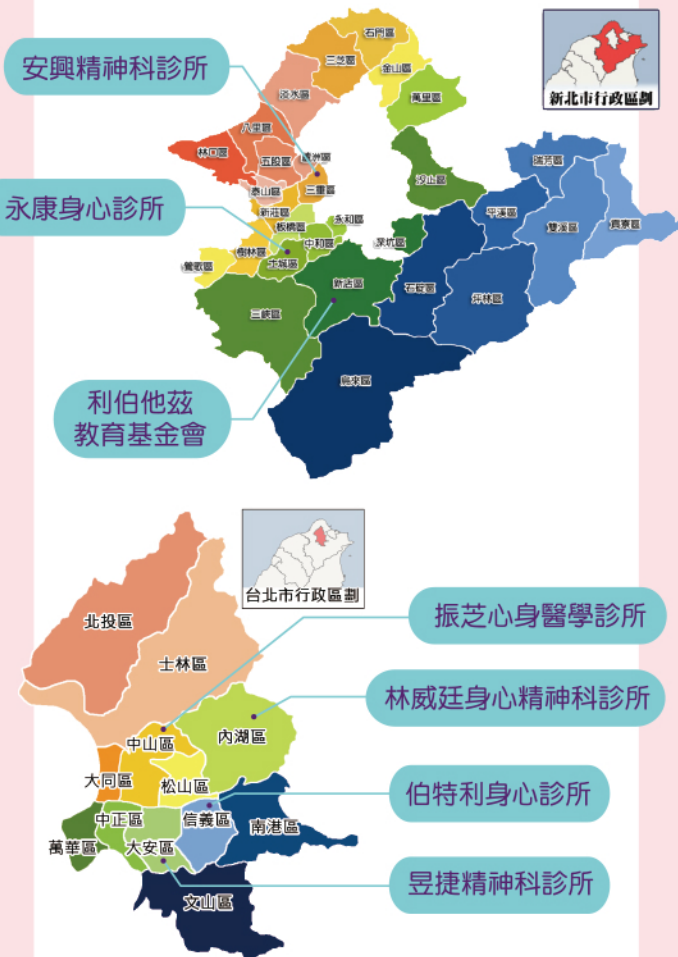 石門區
三芝區
金山區
新北市行政區劃
安興精神科診所
淡水區
萬里區
八里區
林口區
五股區
蘆洲區
瑞芳區
汐止區
泰山區
三重區
永康身心診所
新莊區
平溪區
永和區
板橋區
雙溪區
貢寮區
中和區
深坑區
樹林區
土城區
鶯歌區
新店區
石碇區
坪林區
三峽區
烏來區
利伯他茲
教育基金會
台北市行政區劃
北投區
振芝心身醫學診所
士林區
林威廷身心精神科診所
內湖區
中山區
大同區
松山區
伯特利身心診所
中正區
信義區
南港區
萬華區
大安區
昱捷精神科診所
文山區